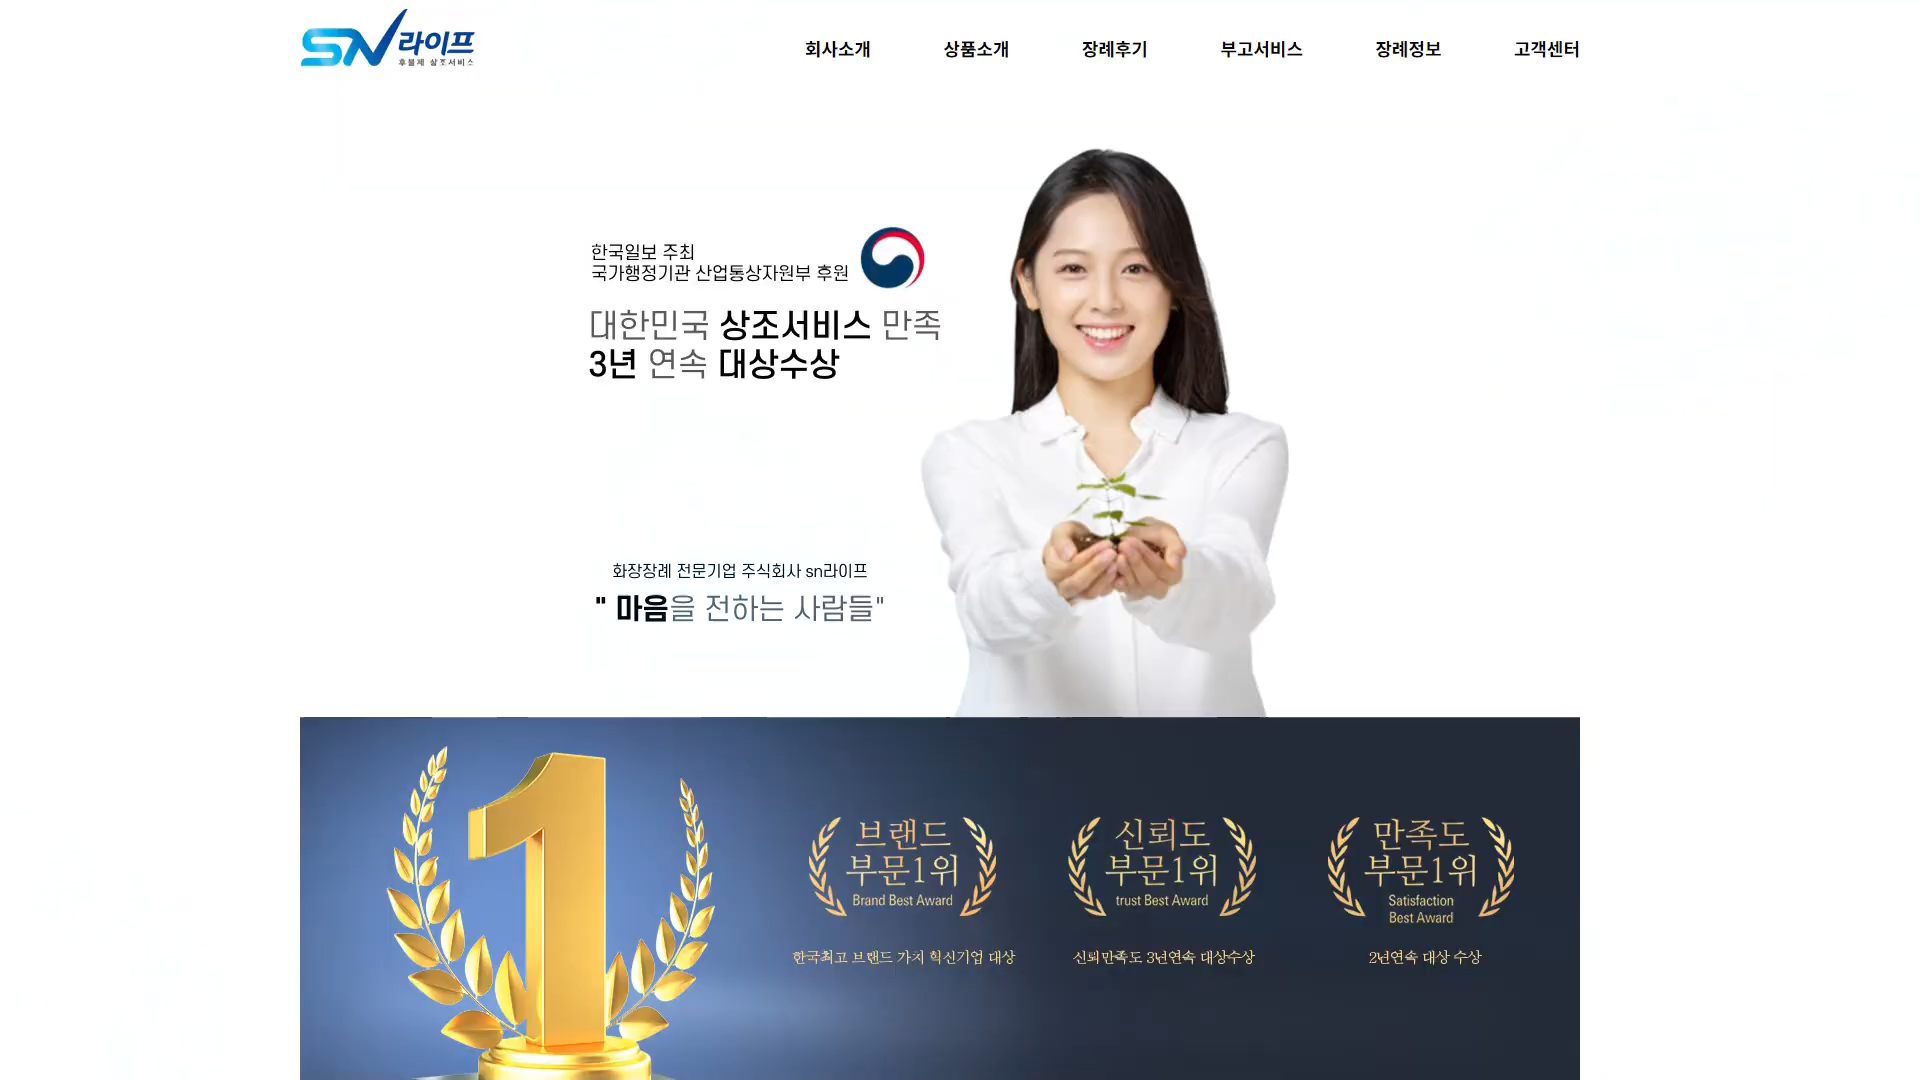 SN라이프
후불제 상조서비스
회사소개
상품소개
장례후기
부고서비스
장례정보
고객센터
한국일보 주최
국가행정기관 산업통상자원부 후원
대한민국 상조서비스 만족
3년 연속 대상수상
화장장례 전문기업 주식회사 sn라이프
" 마음을 전하는 사람들"
1
브랜드
부문1위
Brand Best Award
한국최고 브랜드 가치 혁신기업 대상
신뢰도
부문1위
trust Best Award
신뢰만족도 3년연속 대상수상
만족도
부문1위
Satisfaction
Best Award
2년연속 대상 수상